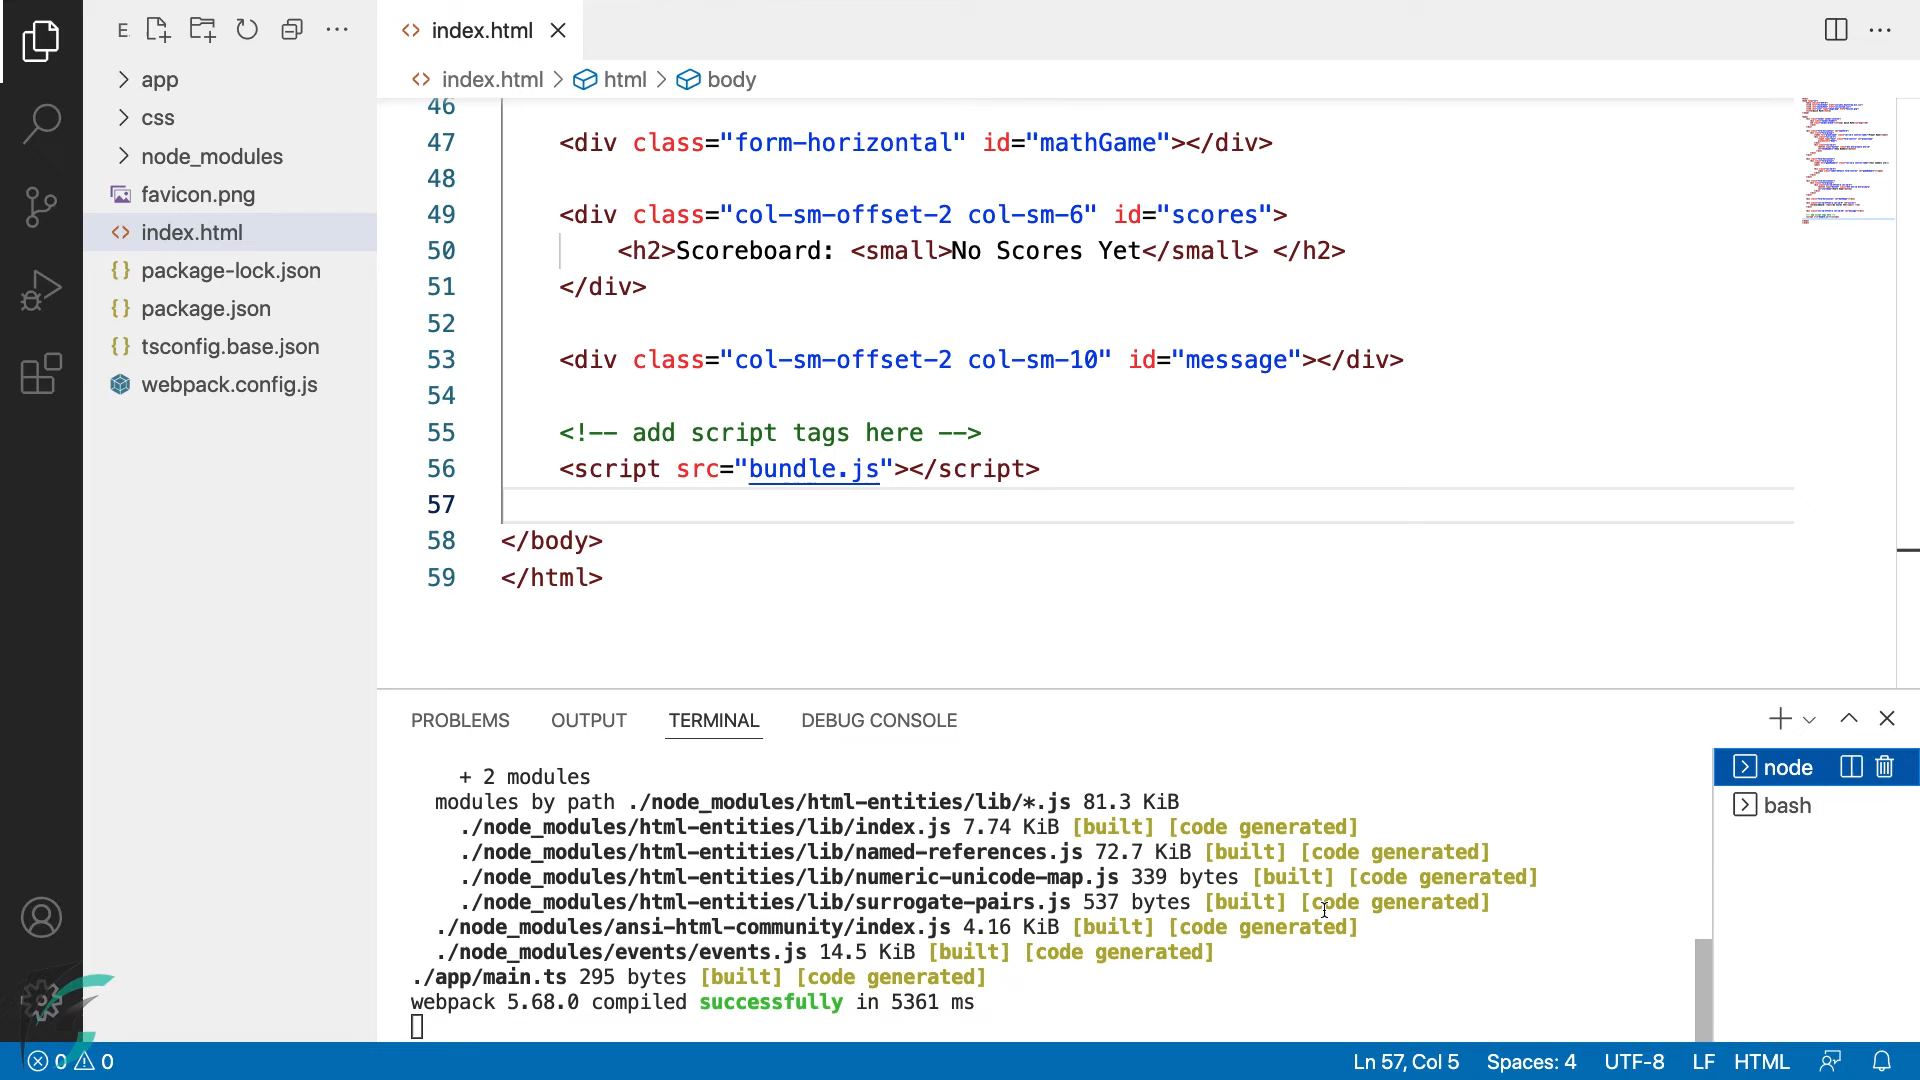 E
index.html
index.html > html > body
app
css
node_modules
favicon.png
index.html
package-lock.json
package.json
tsconfig.base.json
webpack.config.js
46
47 <div class="form-horizontal" id="mathGame"></div>
48
49 <div class="col-sm-offset-2 col-sm-6" id="scores">
50 <h2>Scoreboard: <small>No Scores Yet</small> </h2>
51 </div>
52
53 <div class="col-sm-offset-2 col-sm-10" id="message"></div>
54
55 <!-- add script tags here -->
56 <script src="bundle.js"></script>
57
58 </body>
59 </html>
PROBLEMS OUTPUT TERMINAL DEBUG CONSOLE
+ 2 modules
modules by path ./node_modules/html-entities/lib/*.js 81.3 KiB
./node_modules/html-entities/lib/index.js 7.74 KiB [built] [code generated]
./node_modules/html-entities/lib/named-references.js 72.7 KiB [built] [code generated]
./node_modules/html-entities/lib/numeric-unicode-map.js 339 bytes [built] [code generated]
./node_modules/html-entities/lib/surrogate-pairs.js 537 bytes [built] [code generated]
./node_modules/ansi-html-community/index.js 4.16 KiB [built] [code generated]
./node_modules/events/events.js 14.5 KiB [built] [code generated]
./app/main.ts 295 bytes [built] [code generated]
webpack 5.68.0 compiled successfully in 5361 ms
node
bash
0 0 Ln 57, Col 5 Spaces: 4 UTF-8 LF HTML